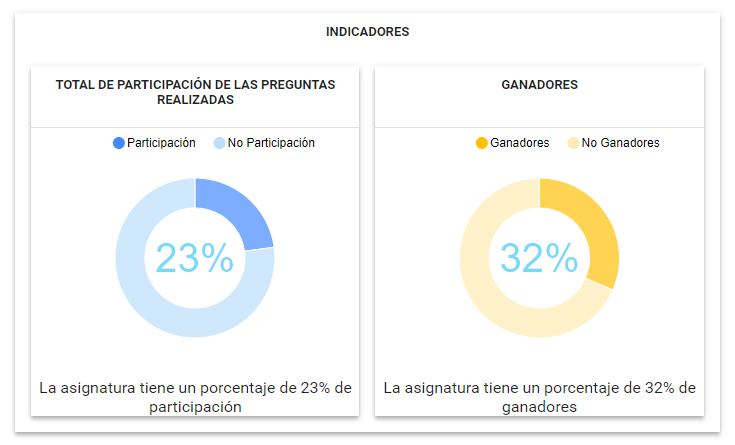 INDICADORES
TOTAL DE PARTICIPACIÓN DE LAS PREGUNTAS
REALIZADAS
Participación No Participación
23%
La asignatura tiene un porcentaje de 23% de
participación
GANADORES
Ganadores No Ganadores
32%
La asignatura tiene un porcentaje de 32% de
ganadores